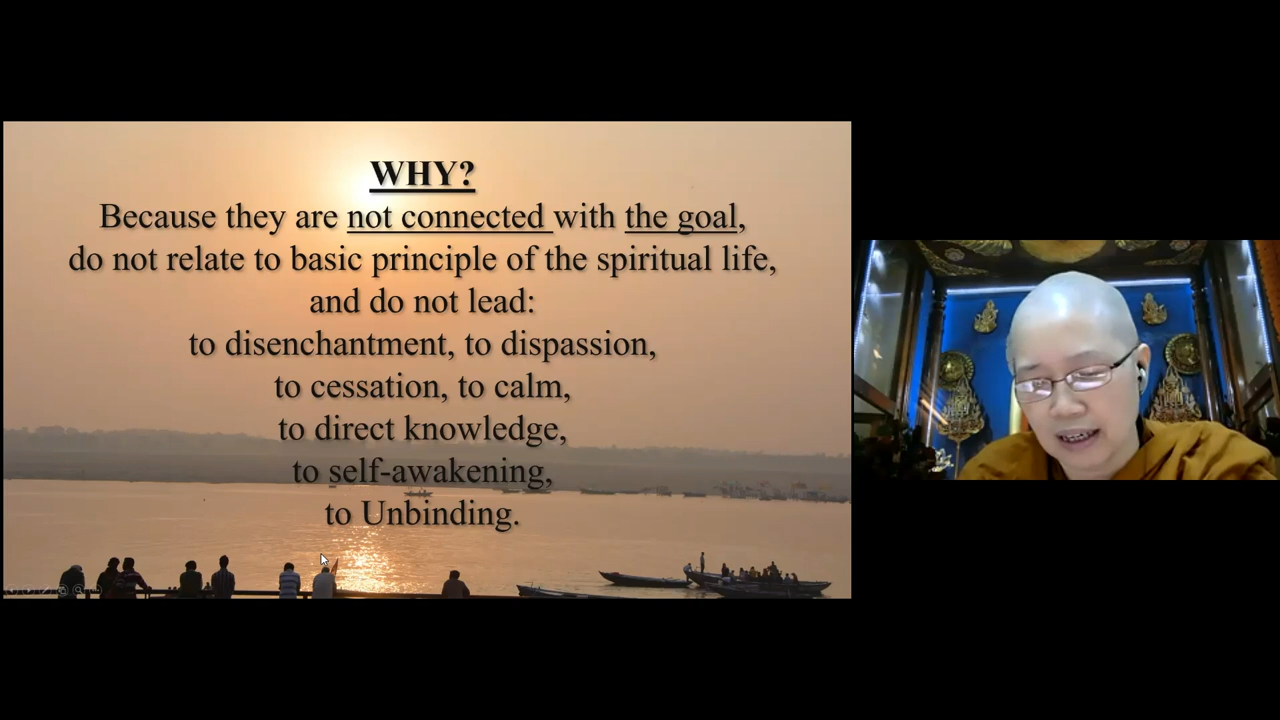 WHY?
Because they are not connected with the goal,
do not relate to basic principle of the spiritual life,
and do not lead:
to disenchantment, to dispassion,
to cessation, to calm,
to direct knowledge,
to self-awakening,
to Unbinding.